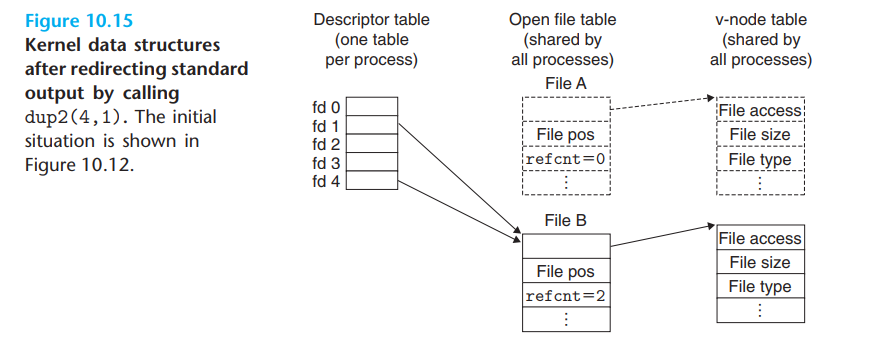 Figure 10.15
Kernel data structures
after redirecting standard
output by calling
dup2(4,1). The initial
situation is shown in
Figure 10.12.
Descriptor table
(one table
per process)
Open file table
(shared by
all processes)
v-node table
(shared by
all processes)
fd 0
fd 1
fd 2
fd 3
fd 4
File A
File pos
refcnt=0
⋮
File access
File size
File type
⋮
File B
File pos
refcnt=2
⋮
File access
File size
File type
⋮